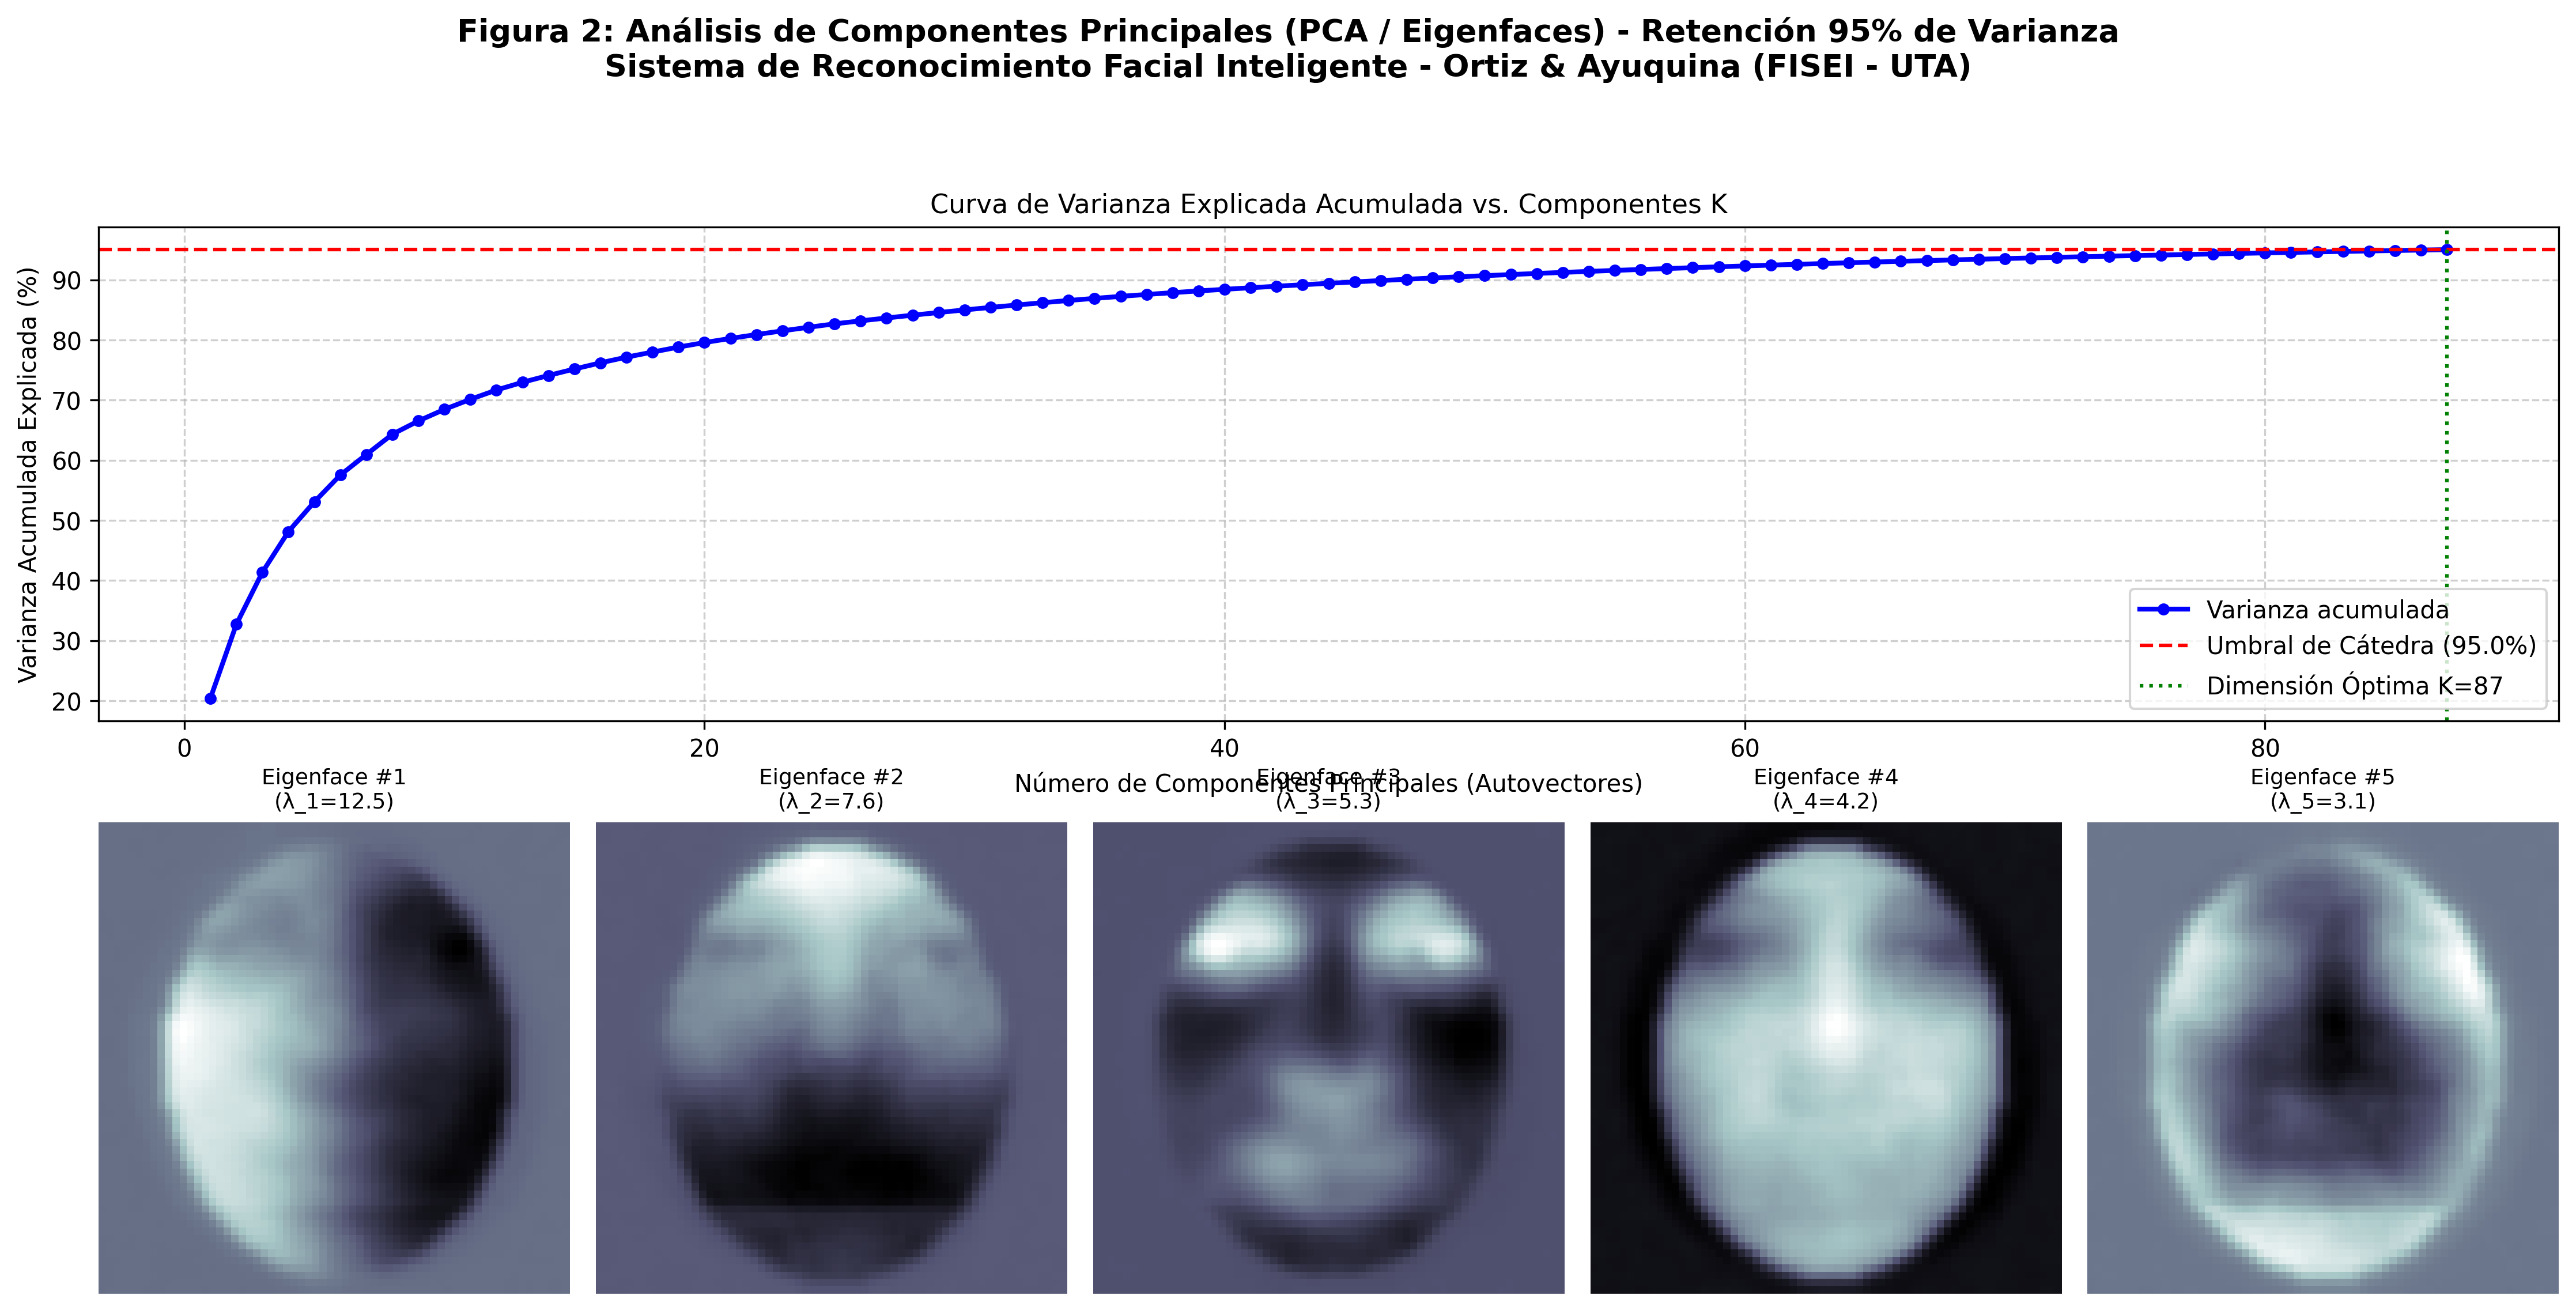 Figura 2: Análisis de Componentes Principales (PCA / Eigenfaces) - Retención 95% de Varianza
Sistema de Reconocimiento Facial Inteligente - Ortiz & Ayuquina (FISEI - UTA)
Curva de Varianza Explicada Acumulada vs. Componentes K
Varianza Acumulada Explicada (%)
90
80
70
60
50
40
30
20
Varianza acumulada
Umbral de Cátedra (95.0%)
Dimensión Óptima K=87
0 20 40 60 80
Número de Componentes Principales (Autovectores)
Eigenface #1
(λ_1=12.5)
Eigenface #2
(λ_2=7.6)
Eigenface #3
(λ_3=5.3)
Eigenface #4
(λ_4=4.2)
Eigenface #5
(λ_5=3.1)